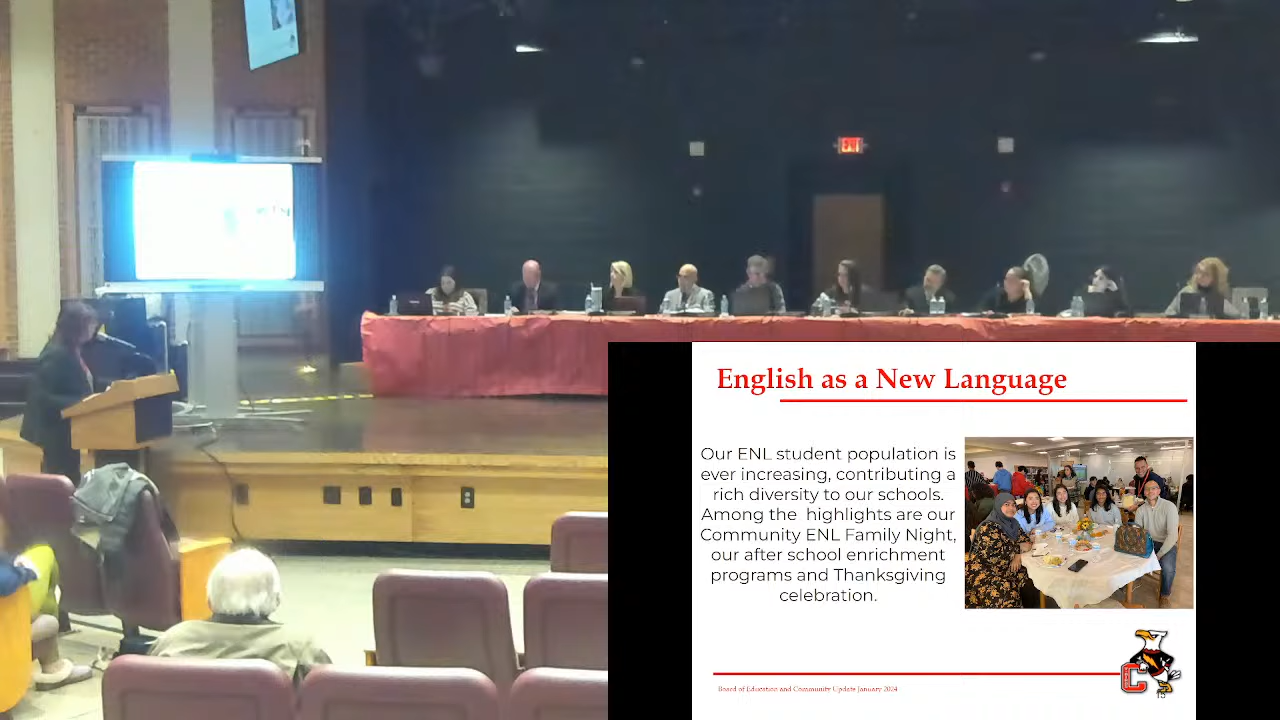 English as a New Language
Our ENL student population is
ever increasing, contributing a
rich diversity to our schools.
Among the highlights are our
Community ENL Family Night,
our after school enrichment
programs and Thanksgiving
celebration.
C
Board of Education and Community Update January 2024
15